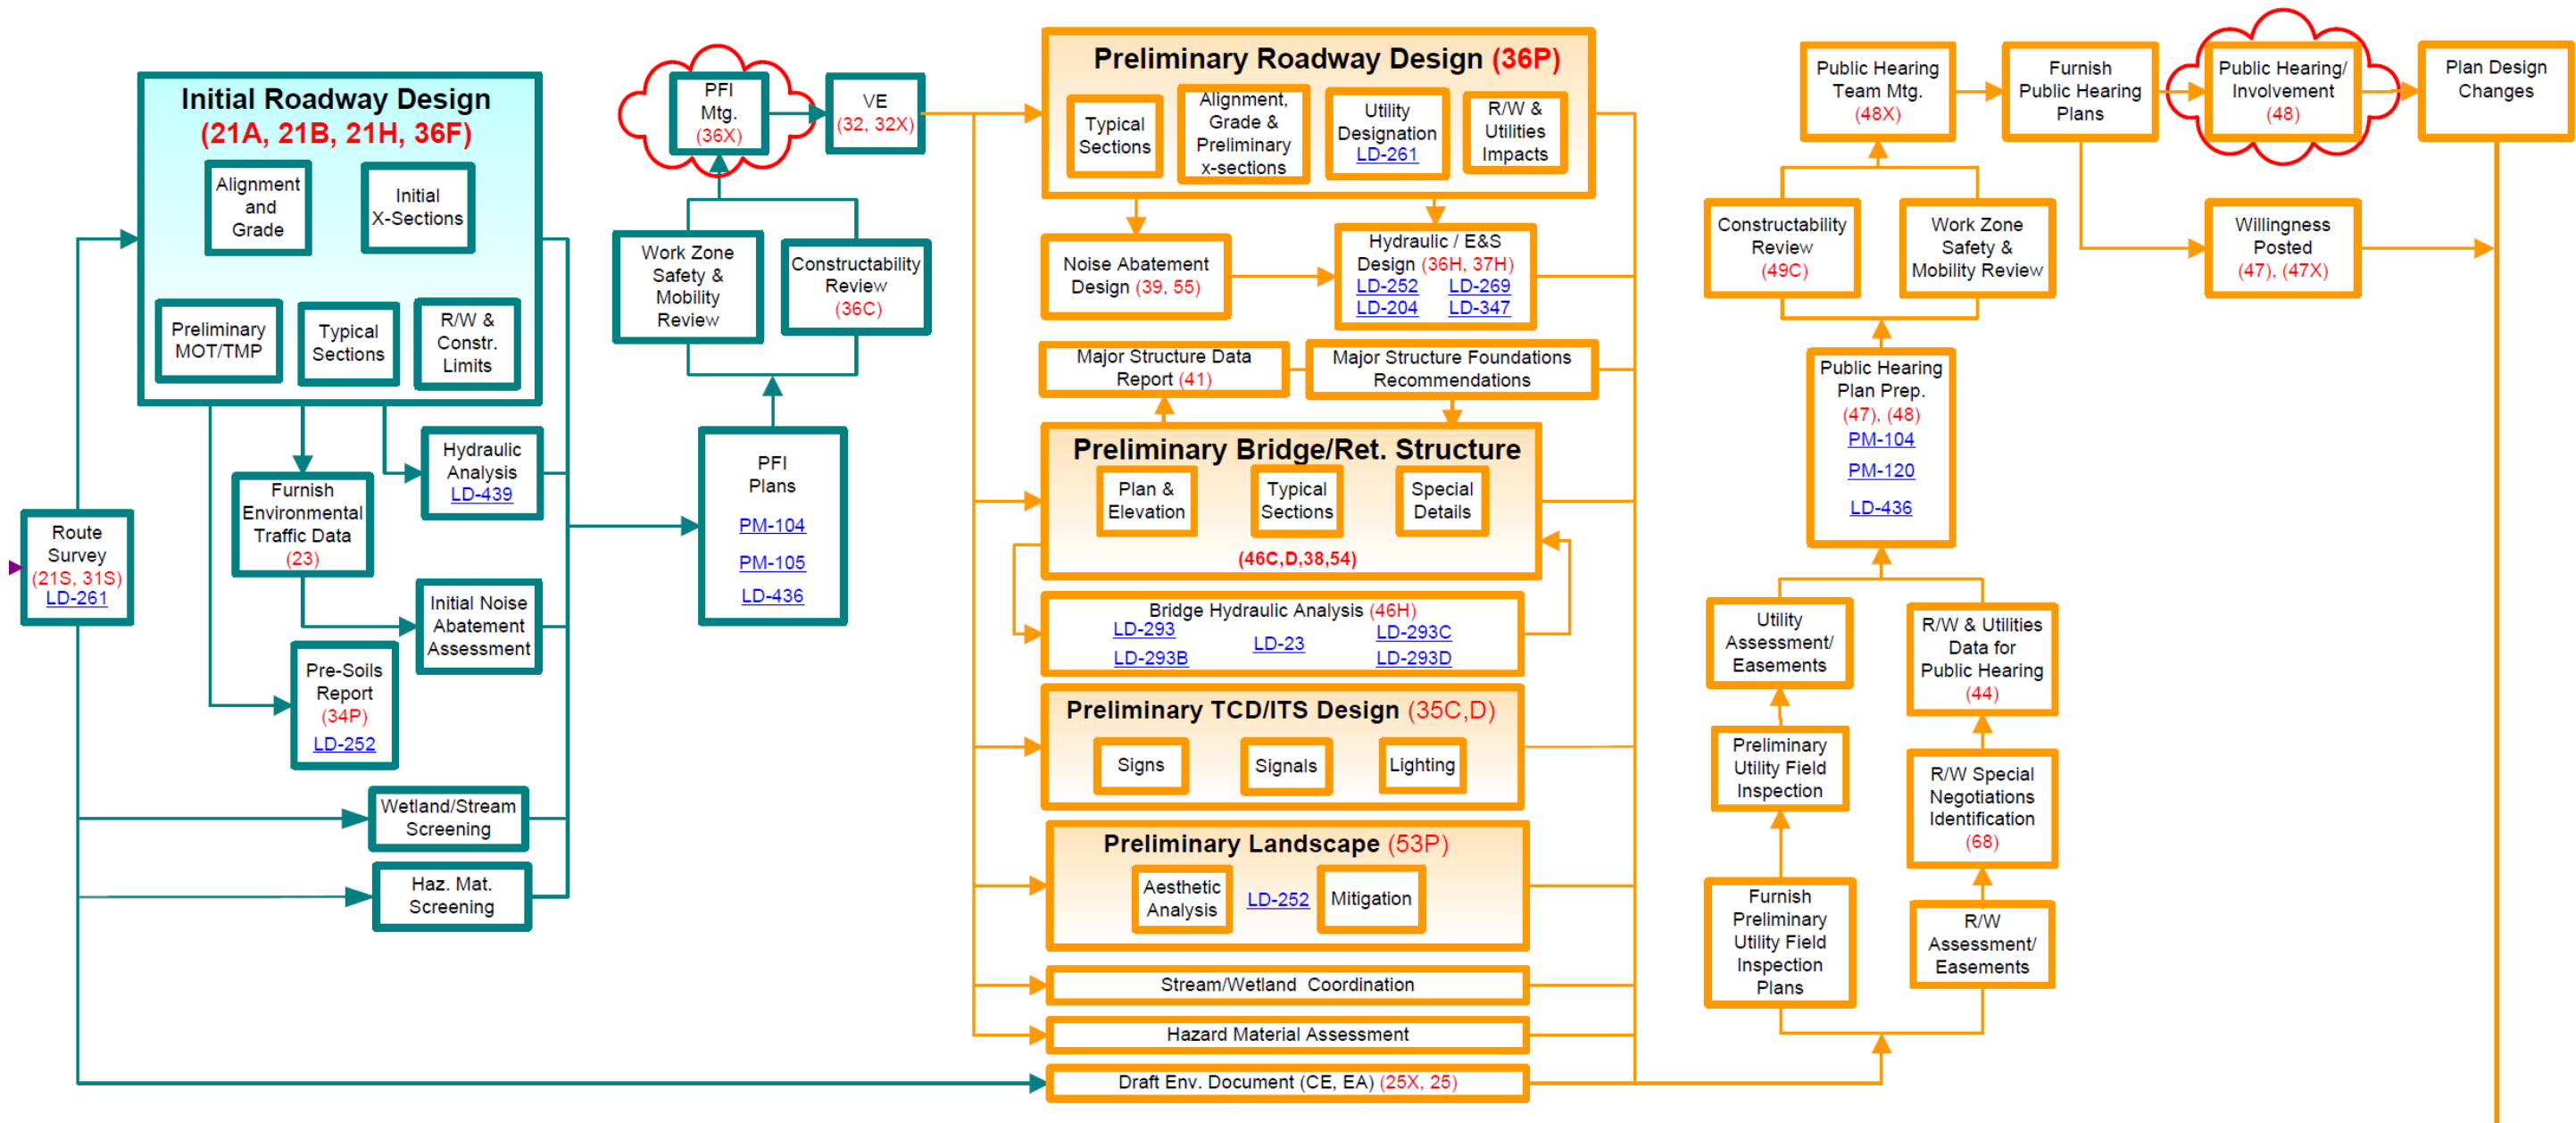 Route
Survey
(21S, 31S)
LD-261
Initial Roadway Design
(21A, 21B, 21H, 36F)
Alignment
and
Grade
Initial
X-Sections
Preliminary
MOT/TMP
Typical
Sections
R/W &
Constr.
Limits
Hydraulic
Analysis
LD-439
Furnish
Environmental
Traffic Data
(23)
Initial Noise
Abatement
Assessment
Pre-Soils
Report
(34P)
LD-252
Wetland/Stream
Screening
Haz. Mat.
Screening
PFI
Mtg.
(36X)
VE
(32, 32X)
Work Zone
Safety &
Mobility
Review
Constructability
Review
(36C)
PFI
Plans
PM-104
PM-105
LD-436
Preliminary Roadway Design (36P)
Typical
Sections
Alignment,
Grade &
Preliminary
x-sections
Utility
Designation
LD-261
R/W &
Utilities
Impacts
Noise Abatement
Design (39, 55)
Hydraulic / E&S
Design (36H, 37H)
LD-252 LD-269
LD-204 LD-347
Major Structure Data
Report (41)
Major Structure Foundations
Recommendations
Preliminary Bridge/Ret. Structure
Plan &
Elevation
Typical
Sections
Special
Details
(46C,D,38,54)
Bridge Hydraulic Analysis (46H)
LD-293 LD-23 LD-293C
LD-293B LD-293D
Preliminary TCD/ITS Design (35C,D)
Signs
Signals
Lighting
Preliminary Landscape (53P)
Aesthetic
Analysis
LD-252
Mitigation
Stream/Wetland Coordination
Hazard Material Assessment
Draft Env. Document (CE, EA) (25X, 25)
Public Hearing
Team Mtg.
(48X)
Furnish
Public Hearing
Plans
Public Hearing/
Involvement
(48)
Plan Design
Changes
Constructability
Review
(49C)
Work Zone
Safety &
Mobility Review
Willingness
Posted
(47), (47X)
Public Hearing
Plan Prep.
(47), (48)
PM-104
PM-120
LD-436
Utility
Assessment/
Easements
R/W & Utilities
Data for
Public Hearing
(44)
Preliminary
Utility Field
Inspection
R/W Special
Negotiations
Identification
(68)
Furnish
Preliminary
Utility Field
Inspection
Plans
R/W
Assessment/
Easements